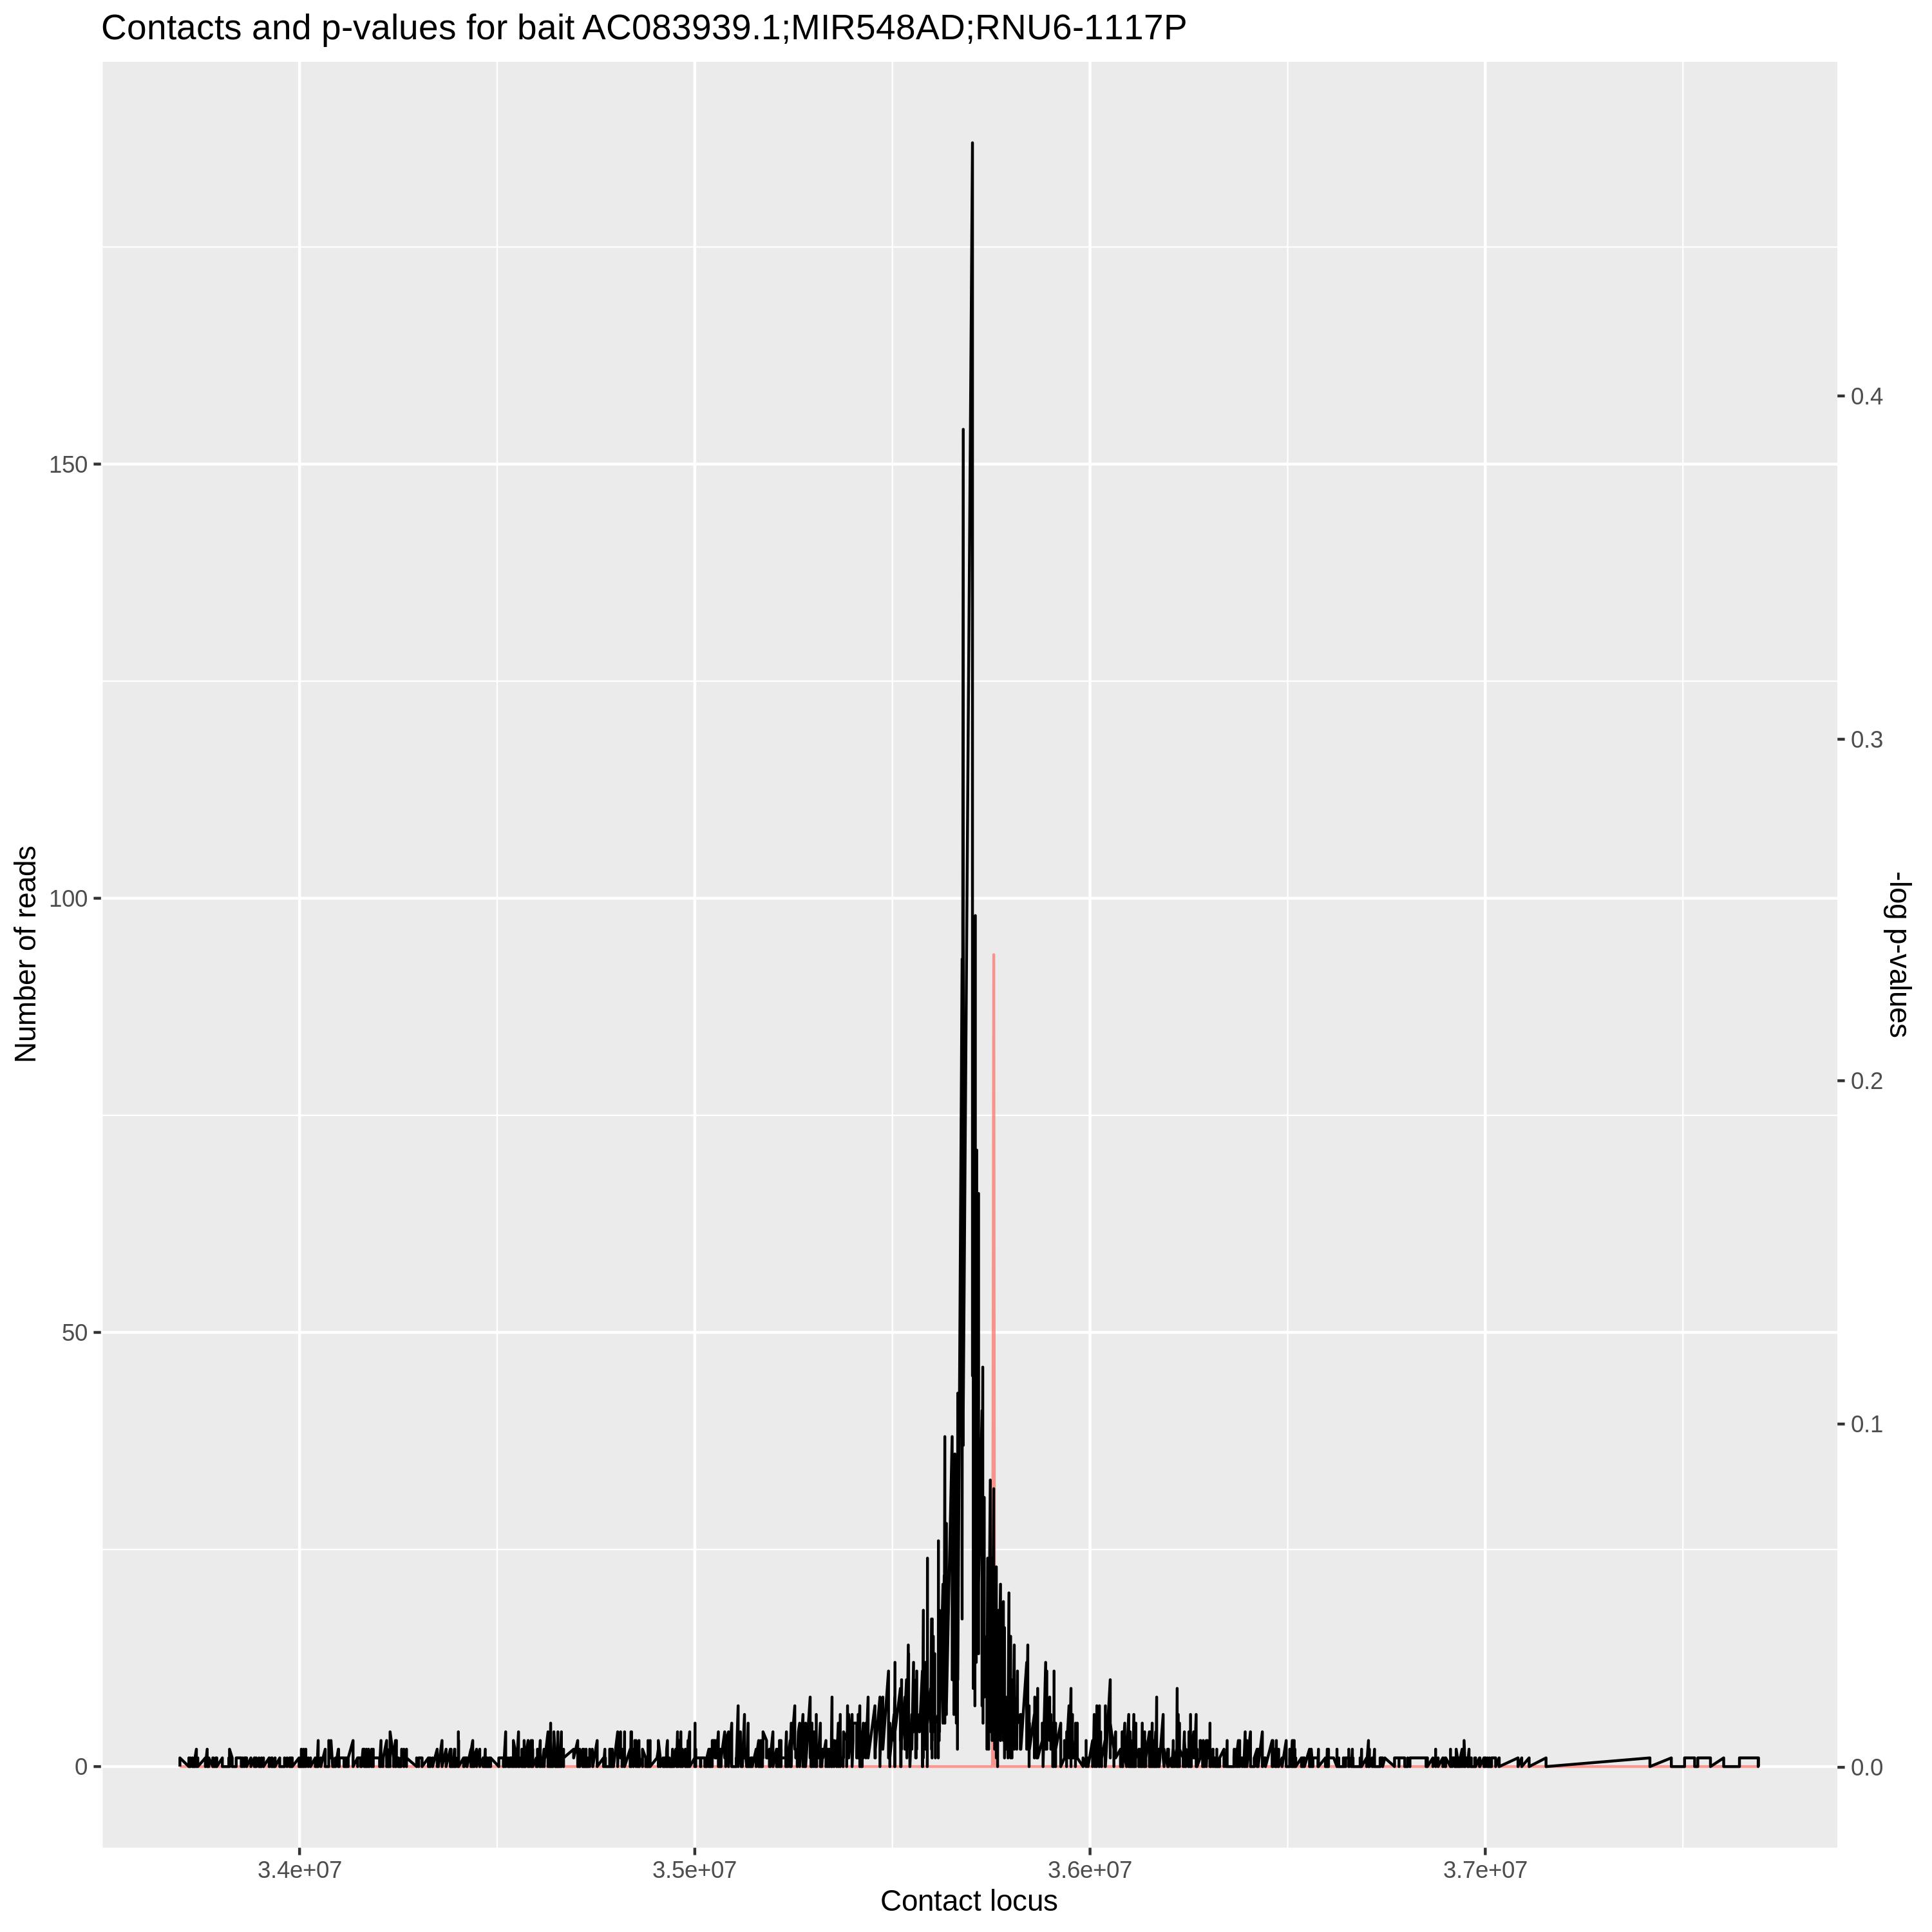 Contacts and p-values for bait AC083939.1;MIR548AD;RNU6-1117P
Number of reads
150
100
50
0
0.4
0.3
0.2
0.1
0.0
-log p-values
3.4e+07
3.5e+07
3.6e+07
3.7e+07
Contact locus